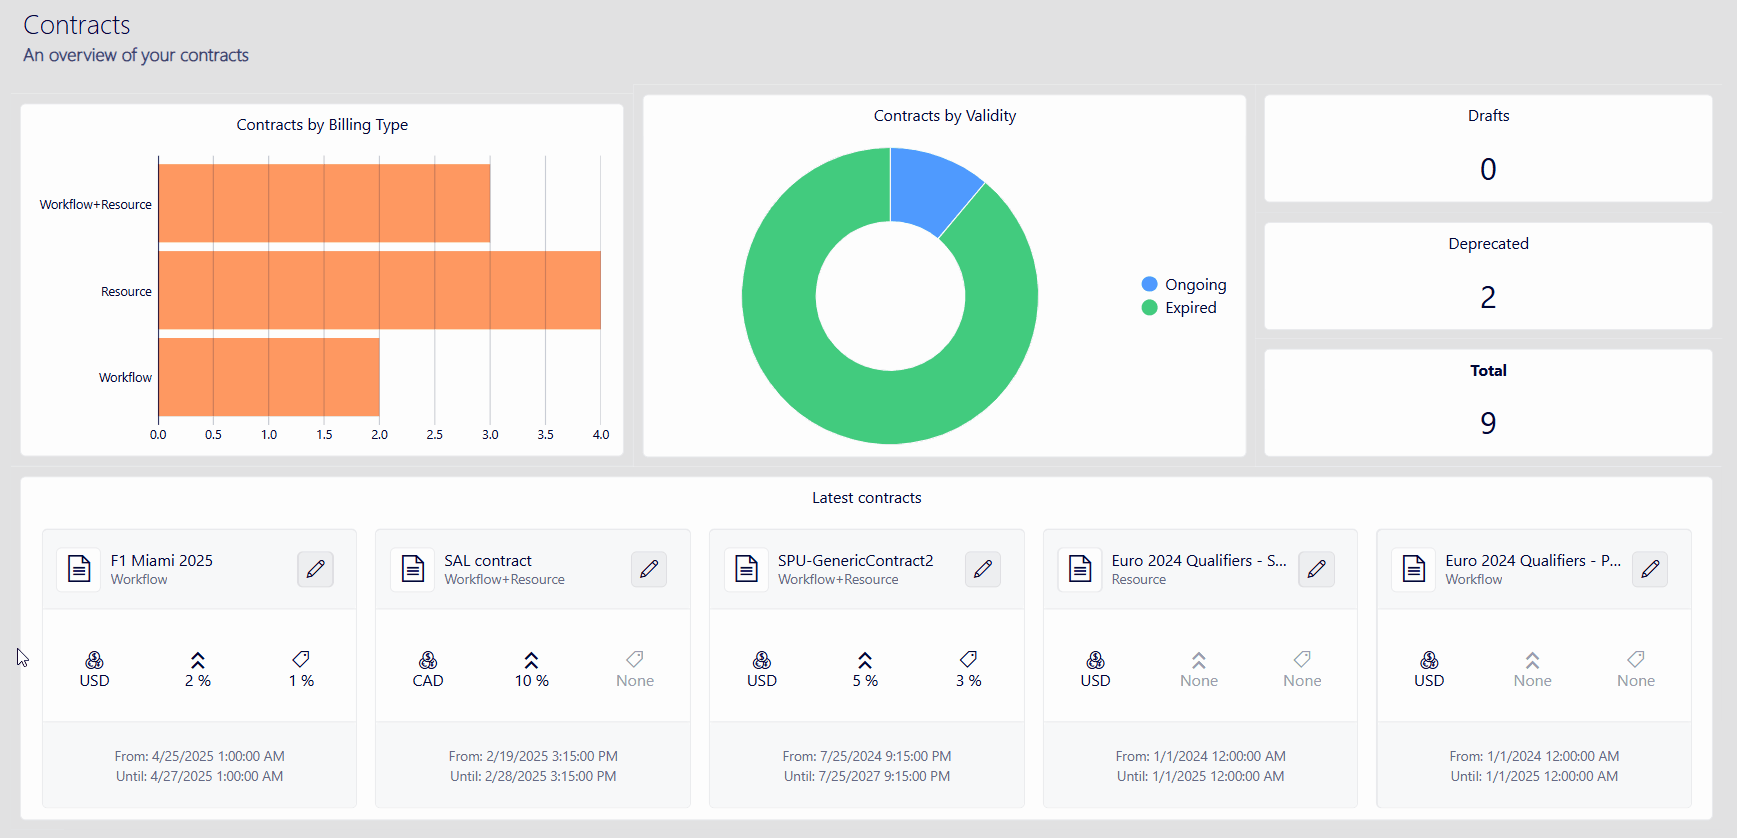 Contracts
An overview of your contracts
Contracts by Billing Type
Workflow+Resource
Resource
Workflow
0.0 0.5 1.0 1.5 2.0 2.5 3.0 3.5 4.0
Contracts by Validity
Ongoing
Expired
Drafts
0
Deprecated
2
Total
9
Latest contracts
F1 Miami 2025
Workflow
USD 2 % 1 %
From: 4/25/2025 1:00:00 AM
Until: 4/27/2025 1:00:00 AM
SAL contract
Workflow+Resource
CAD 10 % None
From: 2/19/2025 3:15:00 PM
Until: 2/28/2025 3:15:00 PM
SPU-GenericContract2
Workflow+Resource
USD 5 % 3 %
From: 7/25/2024 9:15:00 PM
Until: 7/25/2027 9:15:00 PM
Euro 2024 Qualifiers - S...
Resource
USD None None
From: 1/1/2024 12:00:00 AM
Until: 1/1/2025 12:00:00 AM
Euro 2024 Qualifiers - P...
Workflow
USD None None
From: 1/1/2024 12:00:00 AM
Until: 1/1/2025 12:00:00 AM